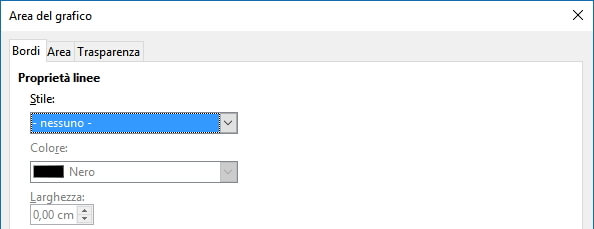 Area del grafico
Bordi Area Trasparenza
Proprietà linee
Stile:
- nessuno -
Colore:
Nero
Larghezza:
0,00 cm